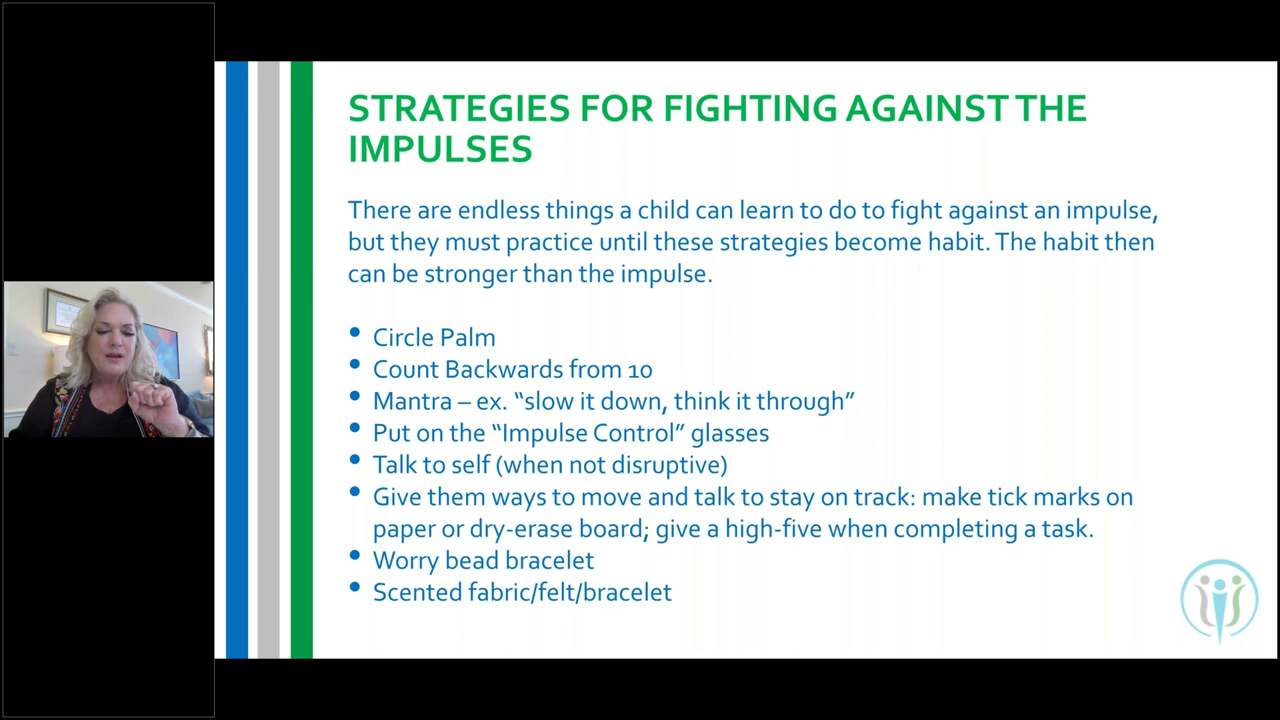 STRATEGIES FOR FIGHTING AGAINST THE
IMPULSES
There are endless things a child can learn to do to fight against an impulse,
but they must practice until these strategies become habit. The habit then
can be stronger than the impulse.
• Circle Palm
• Count Backwards from 10
• Mantra – ex. “slow it down, think it through”
• Put on the “Impulse Control” glasses
• Talk to self (when not disruptive)
• Give them ways to move and talk to stay on track: make tick marks on
paper or dry-erase board; give a high-five when completing a task.
• Worry bead bracelet
• Scented fabric/felt/bracelet